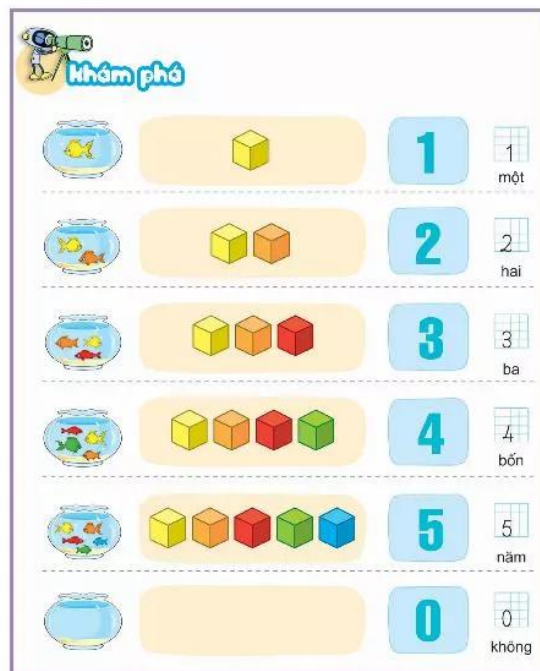 khám phá
1 1
một
2 2
hai
3 3
ba
4 4
bốn
5 5
năm
0 0
không